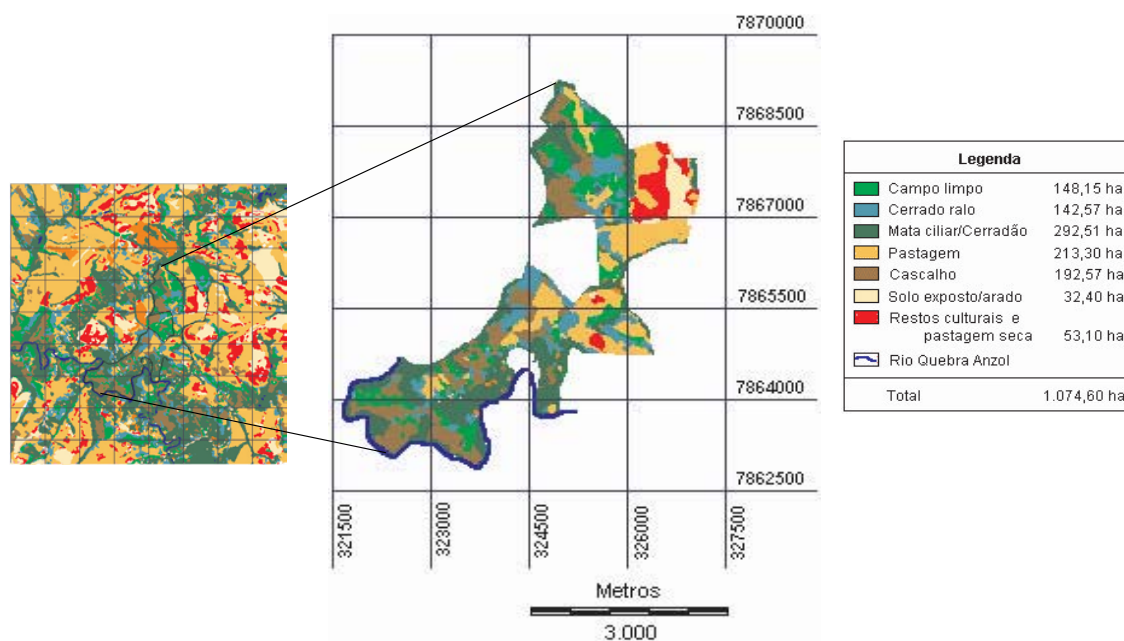 7870000
7868500
7867000
7865500
7864000
7862500
321500
323000
324500
326000
327500
Metros
3.000
Legenda
Campo limpo 148,15 ha
Cerrado ralo 142,57 ha
Mata ciliar/Cerradão 292,51 ha
Pastagem 213,30 ha
Cascalho 192,57 ha
Solo exposto/arado 32,40 ha
Restos culturais e
pastagem seca 53,10 ha
Rio Quebra Anzol
Total 1.074,60 ha